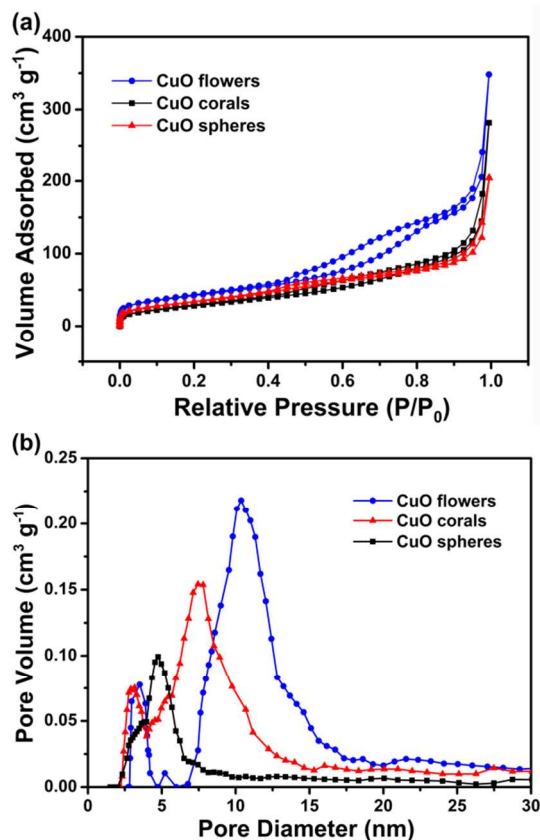 (a)
400
300
200
100
0
Volume Adsorbed (cm³ g⁻¹)
CuO flowers
CuO corals
CuO spheres
0.0 0.2 0.4 0.6 0.8 1.0
Relative Pressure (P/P₀)
(b)
0.25
0.20
0.15
0.10
0.05
0.00
Pore Volume (cm³ g⁻¹)
CuO flowers
CuO corals
CuO spheres
0 5 10 15 20 25 30
Pore Diameter (nm)